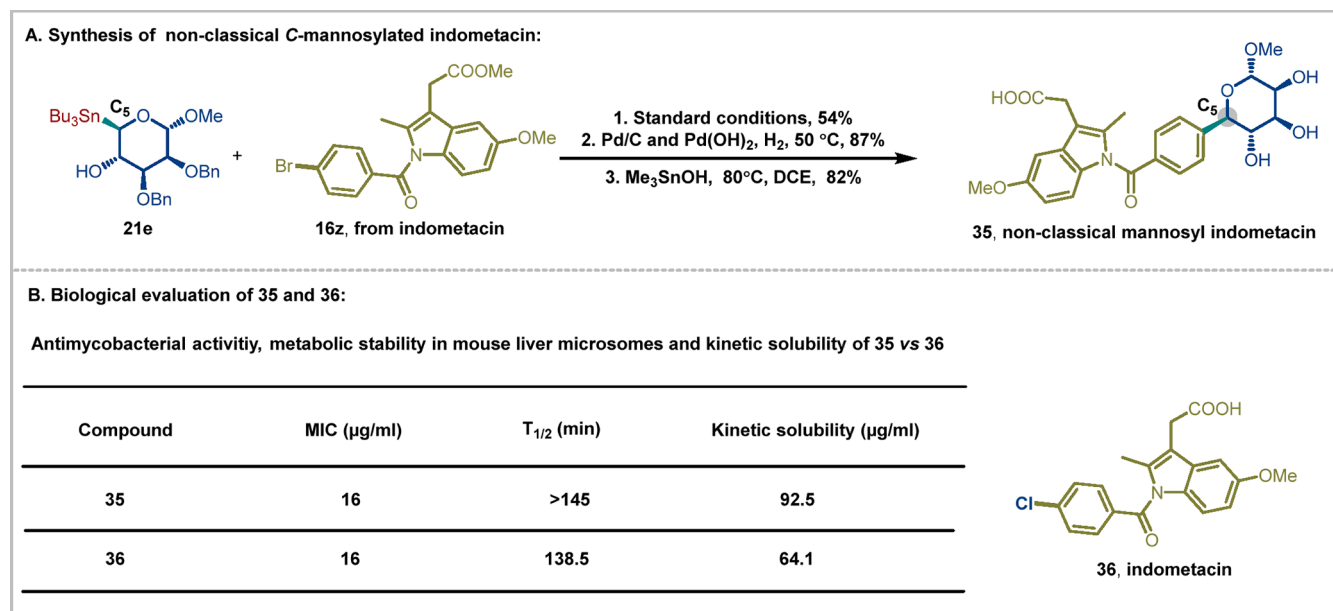 A. Synthesis of non-classical C-mannosylated indometacin:
Bu3Sn
C5
O
OMe
HO
OBn
OBn
21e
+
COOMe
OMe
N
Br
O
16z, from indometacin
1. Standard conditions, 54%
2. Pd/C and Pd(OH)2, H2, 50 °C, 87%
3. Me3SnOH, 80°C, DCE, 82%
OMe
O
OH
C5
OH
OH
HOOC
N
MeO
O
35, non-classical mannosyl indometacin
B. Biological evaluation of 35 and 36:
Antimycobacterial activitiy, metabolic stability in mouse liver microsomes and kinetic solubility of 35 vs 36
Compound MIC (µg/ml) T1/2 (min) Kinetic solubility (µg/ml)
35 16 >145 92.5
36 16 138.5 64.1
COOH
OMe
N
Cl
O
36, indometacin